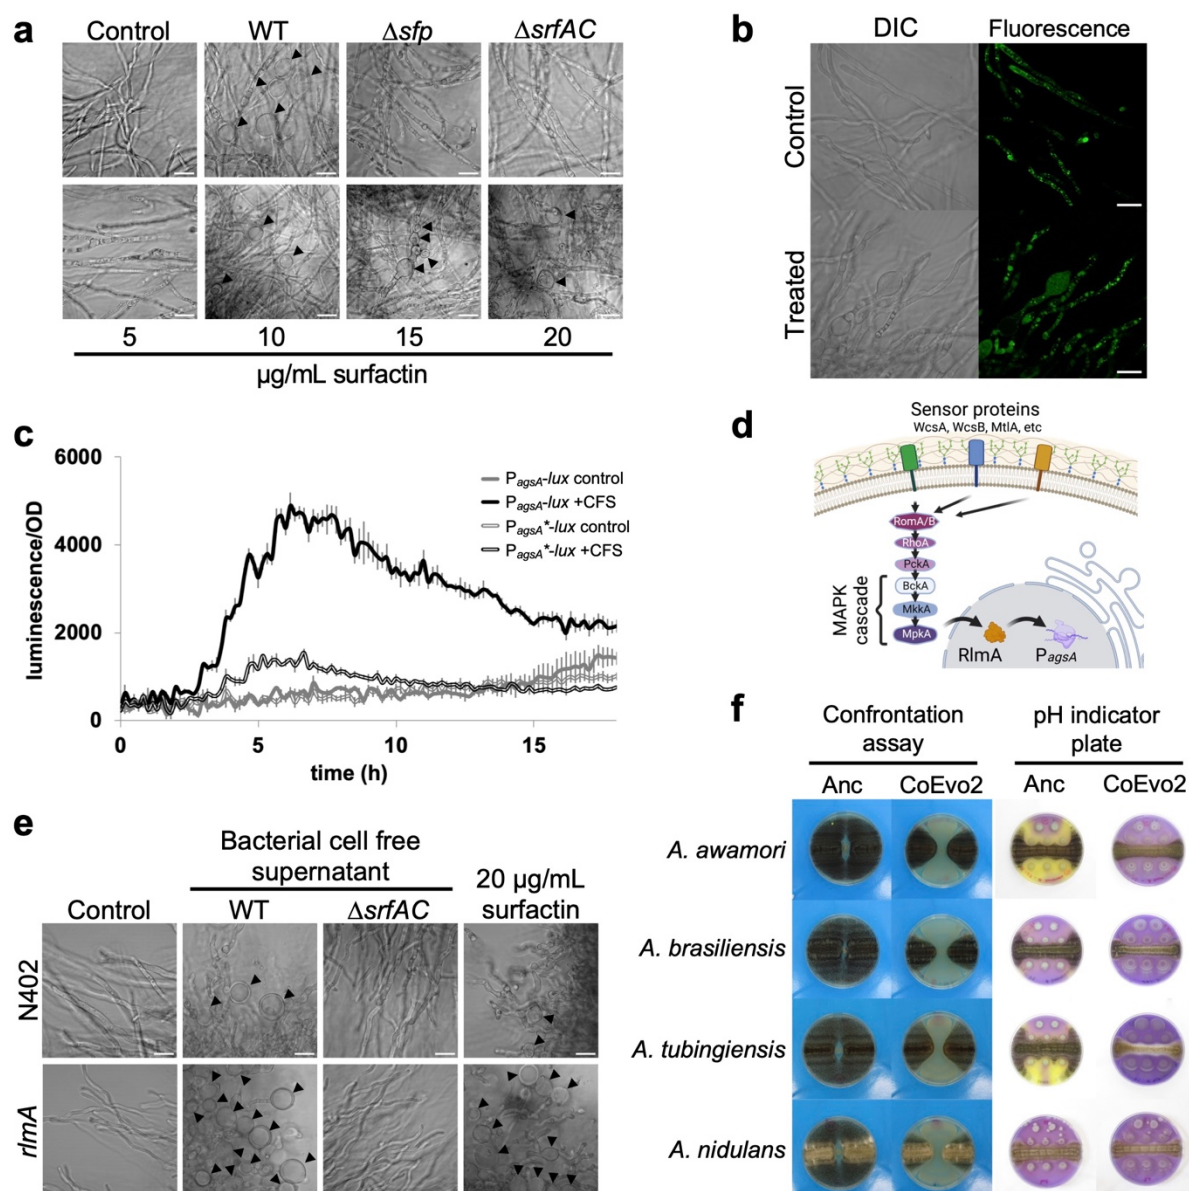 a
Control WT Δsfp ΔsrfAC
5 10 15 20
µg/mL surfactin
b
DIC Fluorescence
Control
Treated
c
6000
4000
2000
0
luminescence/OD
0 5 10 15
time (h)
PagsA-lux control
PagsA-lux +CFS
PagsA*-lux control
PagsA*-lux +CFS
d
Sensor proteins
WcsA, WcsB, MtlA, etc
RomA/B
RhoA
PckA
BckA
MkkA
MpkA
MAPK
cascade
RlmA PagsA
e
Bacterial cell free
supernatant
20 µg/mL
surfactin
Control WT ΔsrfAC
N402
rlmA
f
Confrontation
assay
pH indicator
plate
Anc CoEvo2 Anc CoEvo2
A. awamori
A. brasiliensis
A. tubingiensis
A. nidulans